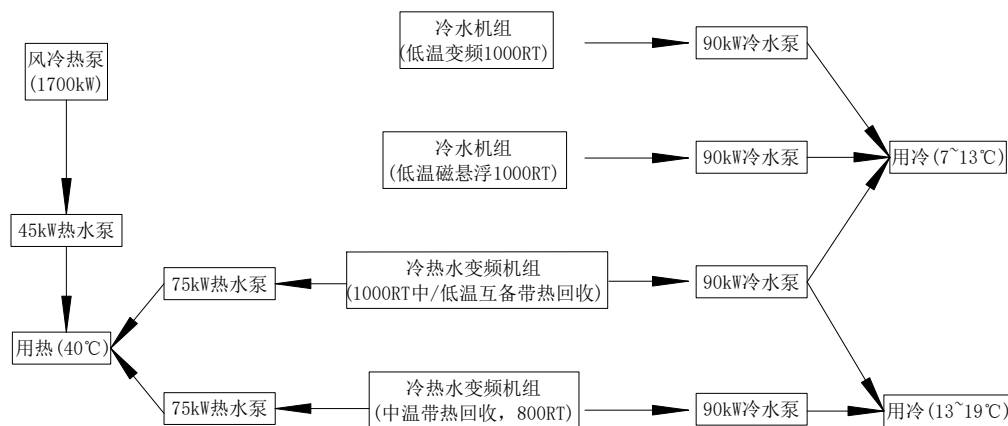 冷水机组
(低温变频1000RT)
90kW冷水泵
风冷热泵
(1700kW)
冷水机组
(低温磁悬浮1000RT)
90kW冷水泵
用冷(7~13℃)
45kW热水泵
冷热水变频机组
(1000RT中/低温互备带热回收)
75kW热水泵
90kW冷水泵
用热(40℃)
冷热水变频机组
(中温带热回收，800RT)
75kW热水泵
90kW冷水泵
用冷(13~19℃)